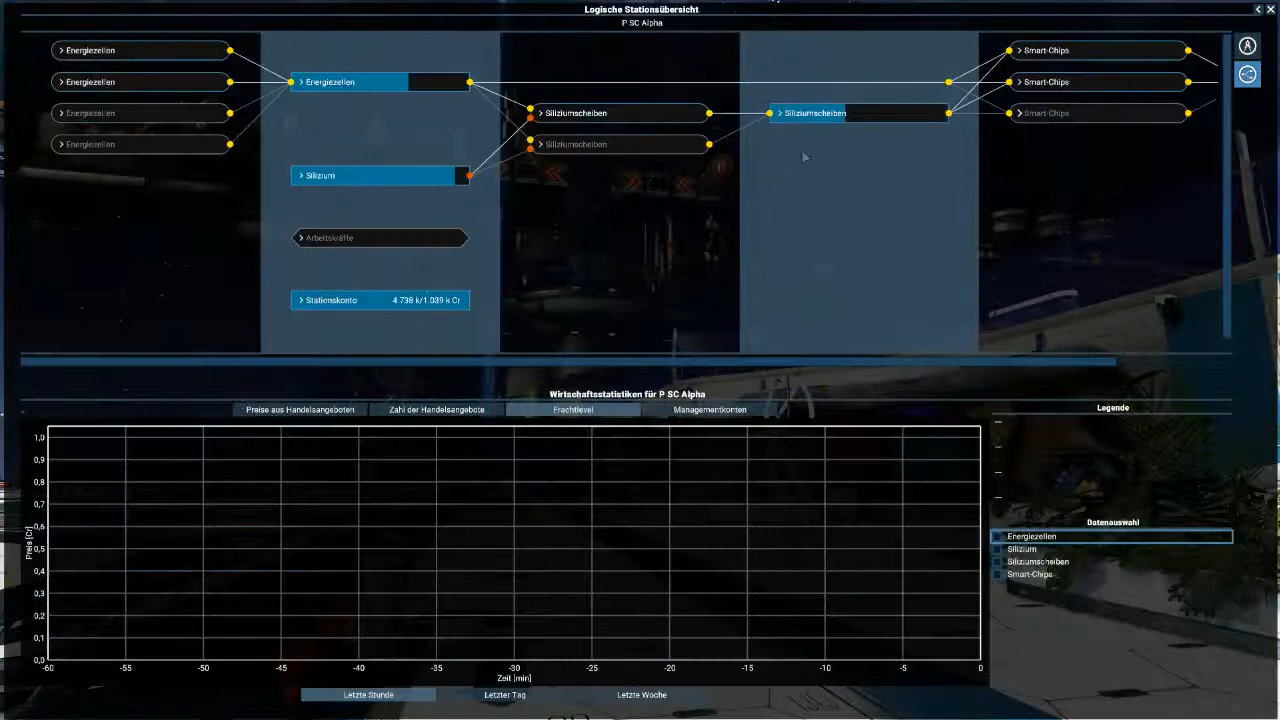 Logische Stationsübersicht
P SC Alpha
Energiezellen
Smart-Chips
Energiezellen
Energiezellen
Smart-Chips
Energiezellen
Siliziumscheiben
Siliziumscheiben
Smart-Chips
Energiezellen
Siliziumscheiben
Silizium
Arbeitskräfte
Stationskonto 4.738 k/1.039 k Cr
Wirtschaftsstatistiken für P SC Alpha
Preise aus Handelsangeboten Zahl der Handelsangebote Frachtlevel Managementkonten
Legende
1,0
0,9
0,8
0,7
0,6
0,5
0,4
0,3
0,2
0,1
0,0
Preis [Cr]
-60 -55 -50 -45 -40 -35 -30 -25 -20 -15 -10 -5 0
Zeit [min]
Datenauswahl
Energiezellen
Silizium
Siliziumscheiben
Smart-Chips
Letzte Stunde Letzter Tag Letzte Woche